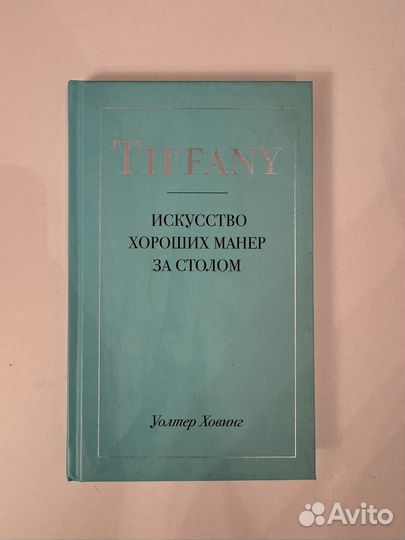 TIFFANY
ИСКУССТВО
ХОРОШИХ МАНЕР
ЗА СТОЛОМ
Уолтер Ховинг
Avito